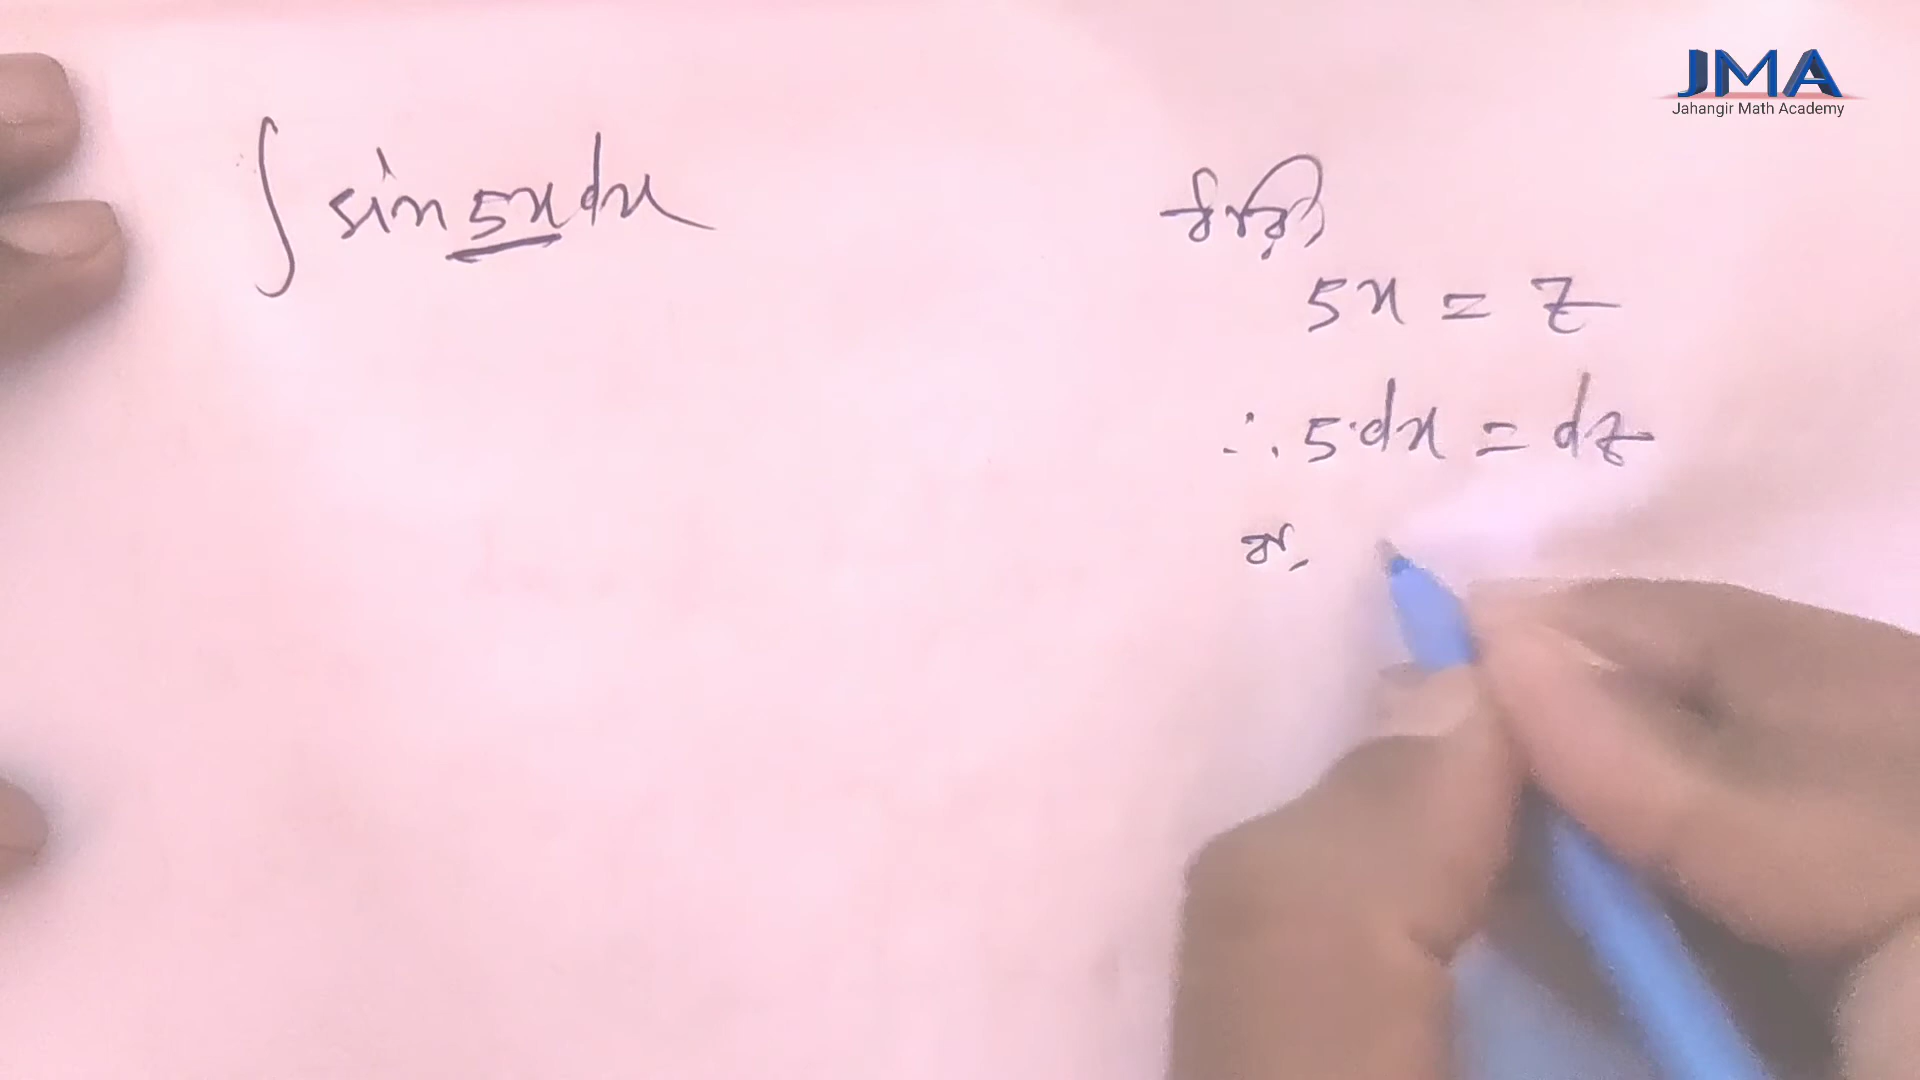 JMA
Jahangir Math Academy
∫ sin 5x dx
ধরি,
5x = z
∴ 5·dx = dz
বা,